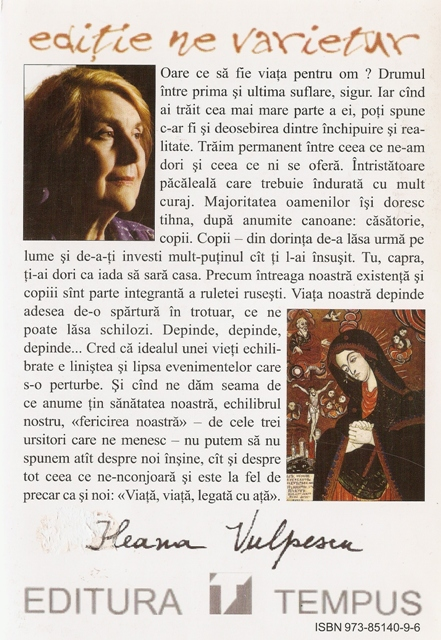 ediție ne varietur
Oare ce să fie viața pentru om ? Drumul
între prima și ultima suflare, sigur. Iar cînd
ai trăit cea mai mare parte a ei, poți spune
c-ar fi și deosebirea dintre închipuire și rea-
litate. Trăim permanent între ceea ce ne-am
dori și ceea ce ni se oferă. Întristătoare
păcăleală care trebuie îndurată cu mult
curaj. Majoritatea oamenilor își doresc
tihna, după anumite canoane: căsătorie,
copii. Copii – din dorința de-a lăsa urmă pe
lume și de-a-ți investi mult-puținul cît ți l-ai însușit. Tu, capra,
ți-ai dori ca iada să sară casa. Precum întreaga noastră existență și
copiii sînt parte integrantă a ruletei rusești. Viața noastră depinde
adesea de-o spărtură în trotuar, ce ne
poate lăsa schilozi. Depinde, depinde,
depinde... Cred că idealul unei vieți echili-
brate e liniștea și lipsa evenimentelor care
s-o perturbe. Și cînd ne dăm seama de
ce anume țin sănătatea noastră, echilibrul
nostru, «fericirea noastră» – de cele trei
ursitori care ne menesc – nu putem să nu
spunem atît despre noi înșine, cît și despre
tot ceea ce ne-nconjoară și este la fel de
precar ca și noi: «Viață, viață, legată cu ață».
Ileana Vulpescu
EDITURA T TEMPUS
ISBN 973-85140-9-6